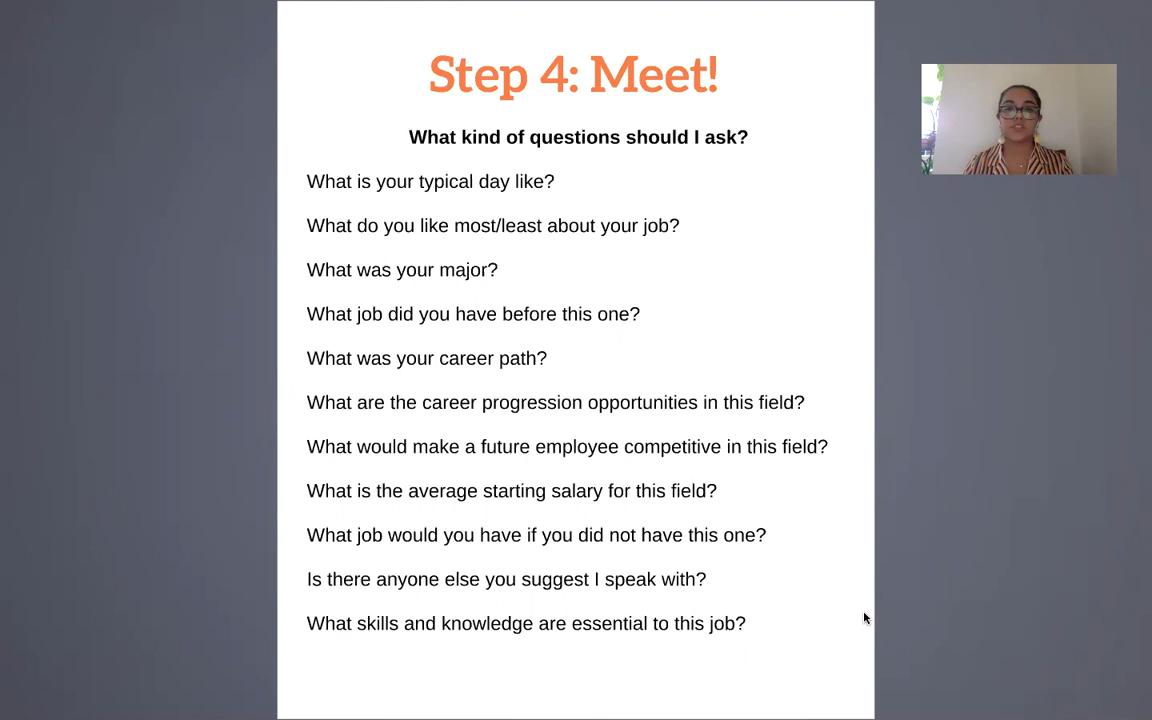 Step 4: Meet!
What kind of questions should I ask?
What is your typical day like?
What do you like most/least about your job?
What was your major?
What job did you have before this one?
What was your career path?
What are the career progression opportunities in this field?
What would make a future employee competitive in this field?
What is the average starting salary for this field?
What job would you have if you did not have this one?
Is there anyone else you suggest I speak with?
What skills and knowledge are essential to this job?